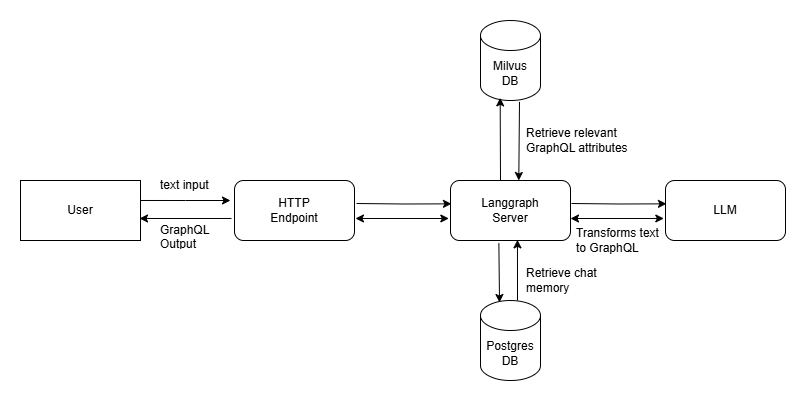 Milvus
DB
Retrieve relevant
GraphQL attributes
text input
User
HTTP
Endpoint
Langgraph
Server
LLM
GraphQL
Output
Transforms text
to GraphQL
Retrieve chat
memory
Postgres
DB